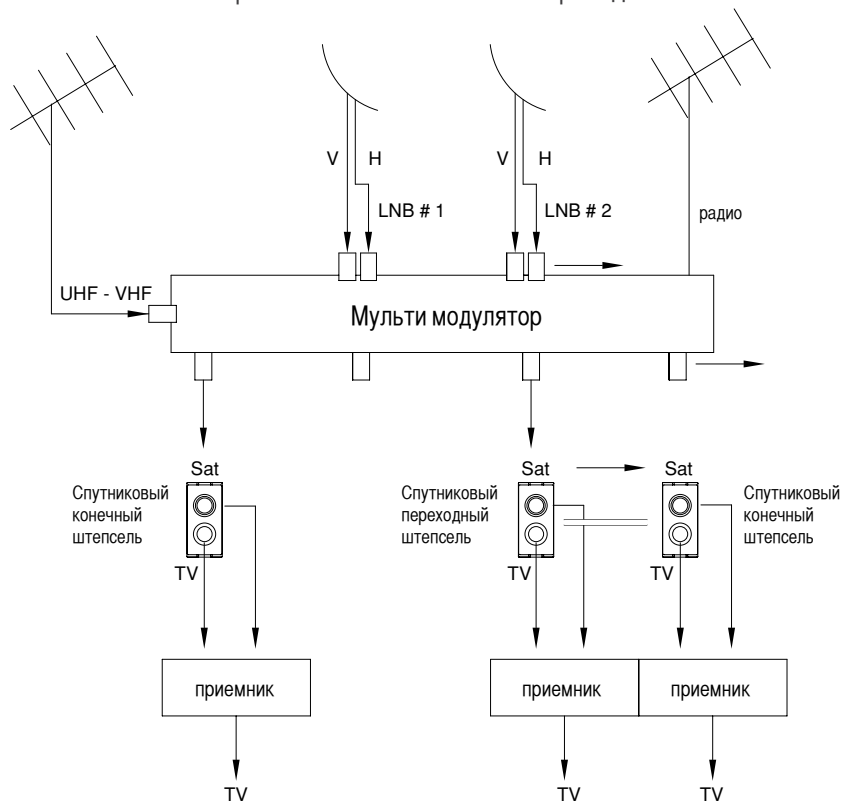 V H
V H
LNB # 1
LNB # 2
радио
UHF - VHF
Мульти модулятор
Sat
Sat
Sat
Спутниковый
конечный
штепсель
Спутниковый
переходный
штепсель
Спутниковый
конечный
штепсель
TV
TV
TV
приемник
приемник
приемник
TV
TV
TV